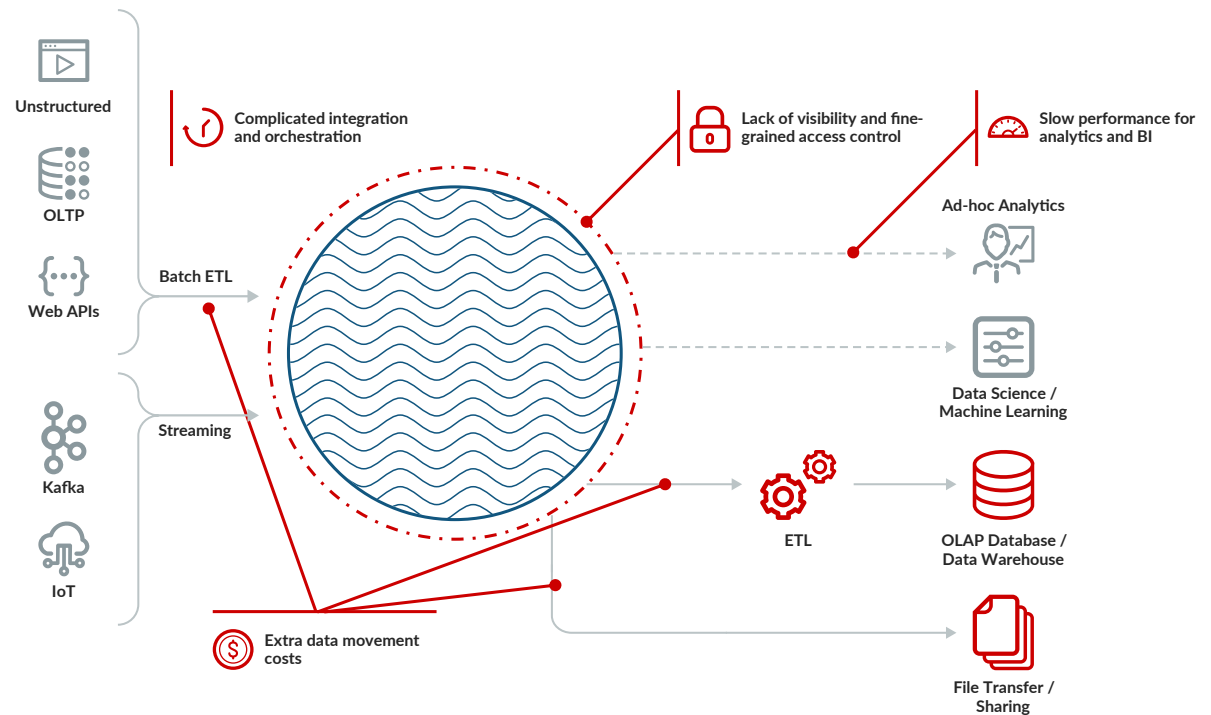 Unstructured
OLTP
Web APIs
Kafka
IoT
Batch ETL
Streaming
Complicated integration
and orchestration
Lack of visibility and fine-
grained access control
Slow performance for
analytics and BI
Ad-hoc Analytics
Data Science /
Machine Learning
ETL
OLAP Database /
Data Warehouse
$
Extra data movement
costs
File Transfer /
Sharing